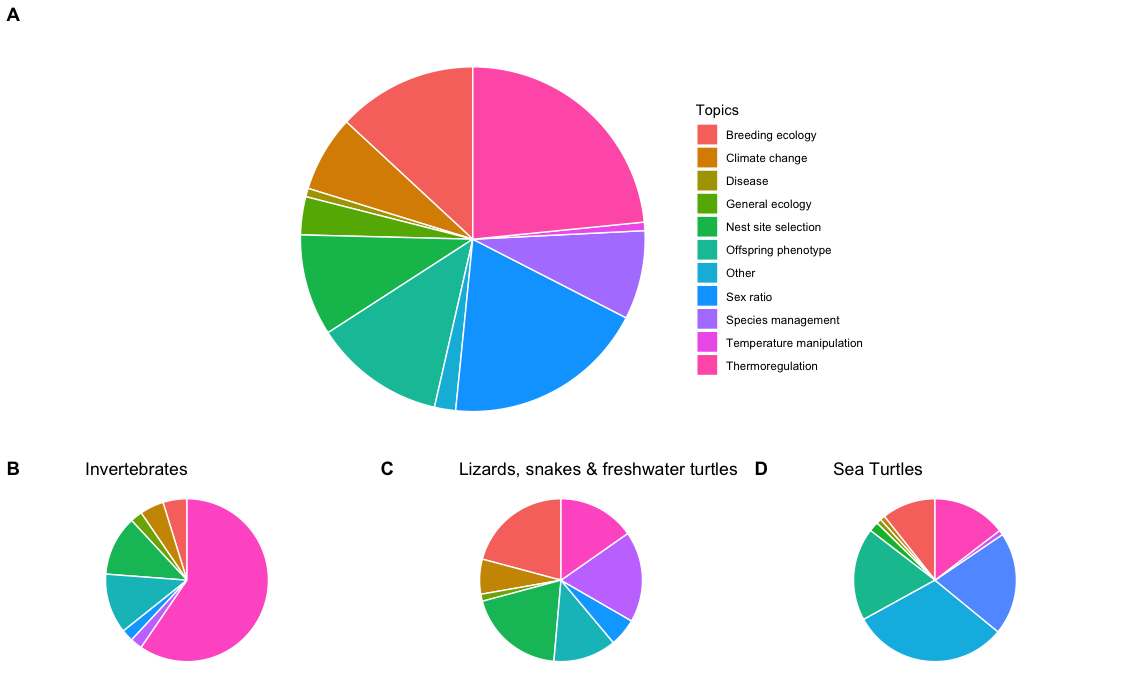 A
Topics
Breeding ecology
Climate change
Disease
General ecology
Nest site selection
Offspring phenotype
Other
Sex ratio
Species management
Temperature manipulation
Thermoregulation
B Invertebrates
C Lizards, snakes & freshwater turtles
D Sea Turtles